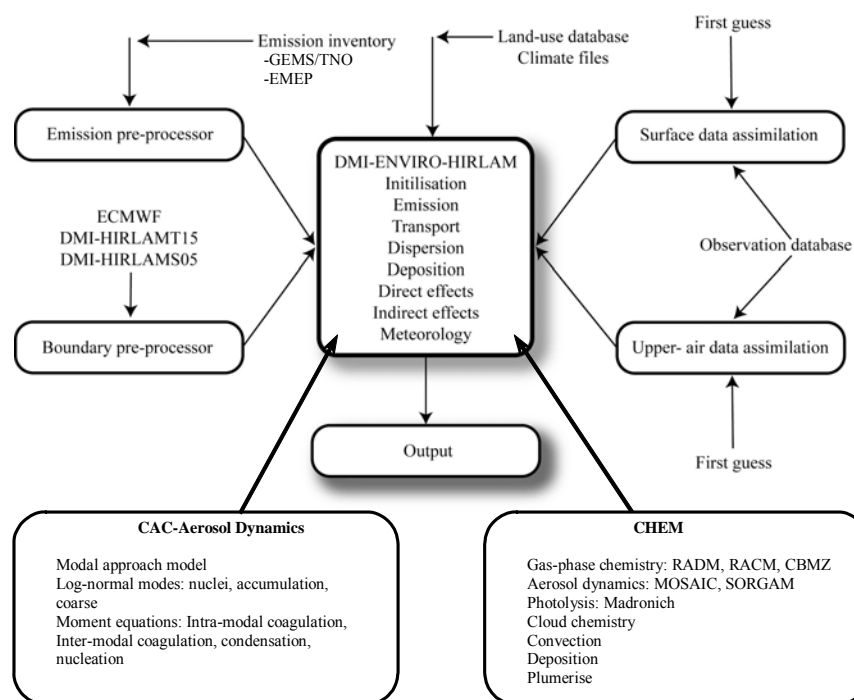 Emission inventory
-GEMS/TNO
-EMEP
Land-use database
Climate files
First guess
Emission pre-processor
Surface data assimilation
DMI-ENVIRO-HIRLAM
Initilisation
Emission
Transport
Dispersion
Deposition
Direct effects
Indirect effects
Meteorology
ECMWF
DMI-HIRLAMT15
DMI-HIRLAMS05
Observation database
Boundary pre-processor
Upper- air data assimilation
Output
First guess
CAC-Aerosol Dynamics
Modal approach model
Log-normal modes: nuclei, accumulation,
coarse
Moment equations: Intra-modal coagulation,
Inter-modal coagulation, condensation,
nucleation
CHEM
Gas-phase chemistry: RADM, RACM, CBMZ
Aerosol dynamics: MOSAIC, SORGAM
Photolysis: Madronich
Cloud chemistry
Convection
Deposition
Plumerise